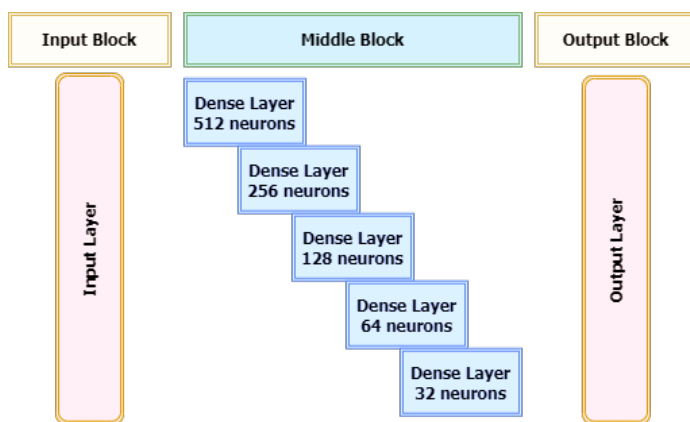 Input Block
Middle Block
Output Block
Input Layer
Dense Layer
512 neurons
Dense Layer
256 neurons
Dense Layer
128 neurons
Dense Layer
64 neurons
Dense Layer
32 neurons
Output Layer